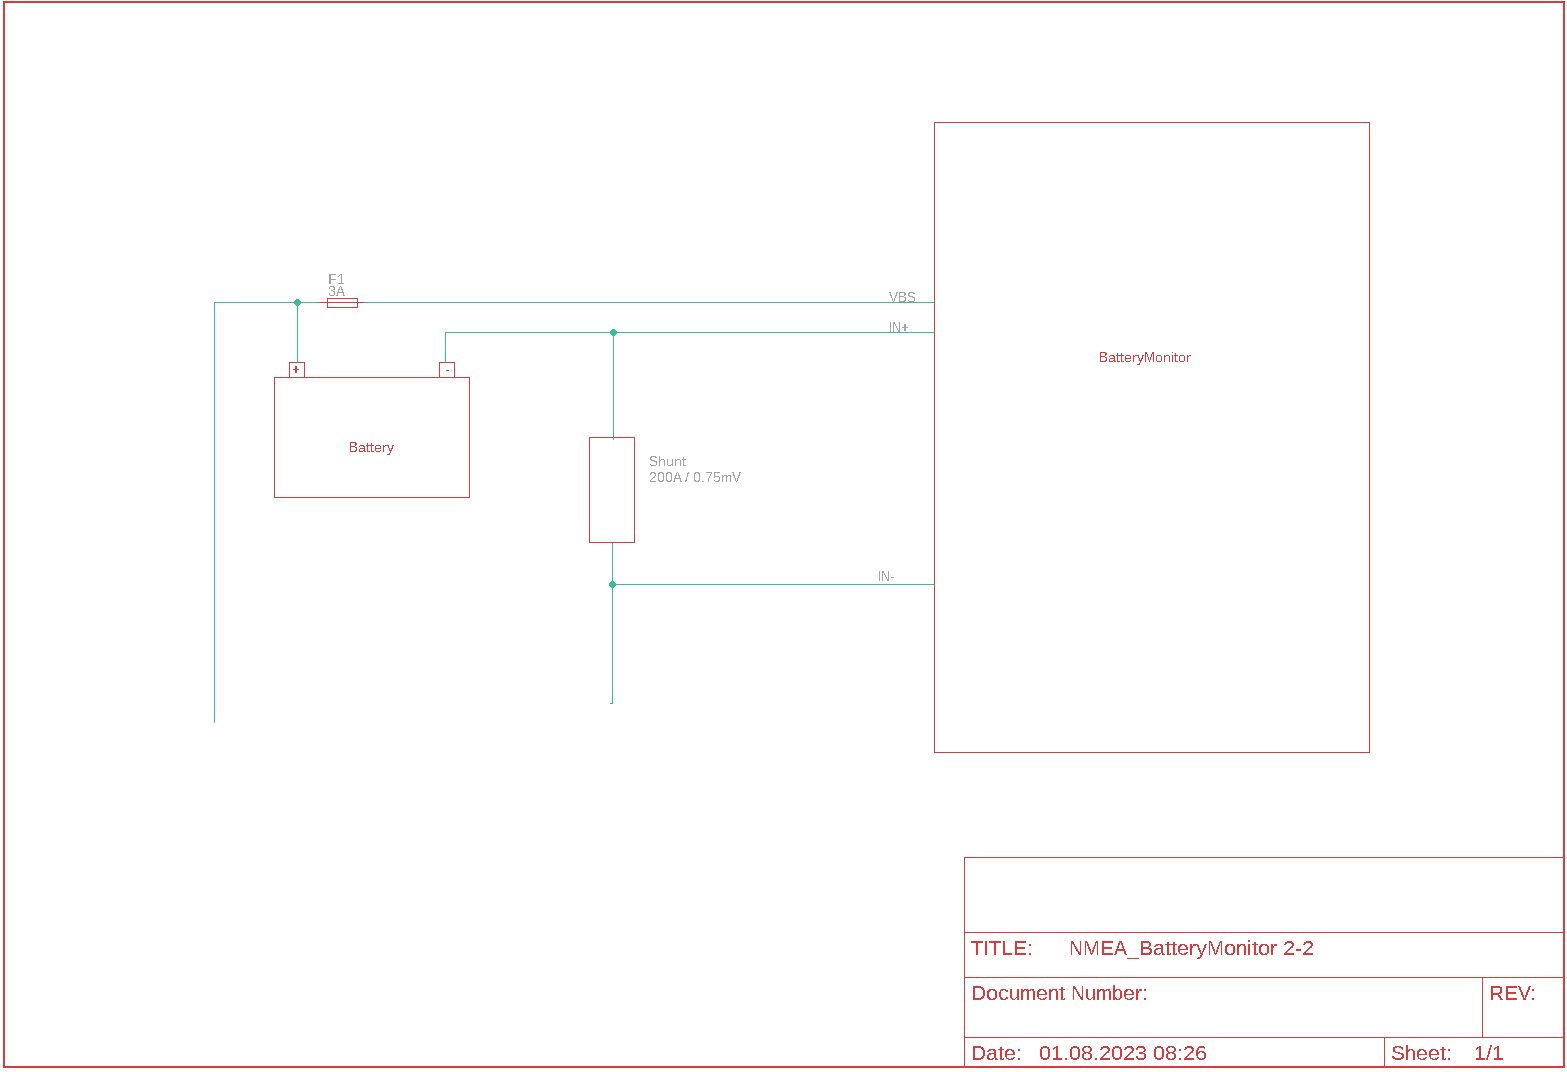 F1
3A
VBS
IN+
BatteryMonitor
+
-
Battery
Shunt
200A / 0.75mV
IN-
TITLE: NMEA_BatteryMonitor 2-2
Document Number:
REV:
Date: 01.08.2023 08:26
Sheet: 1/1